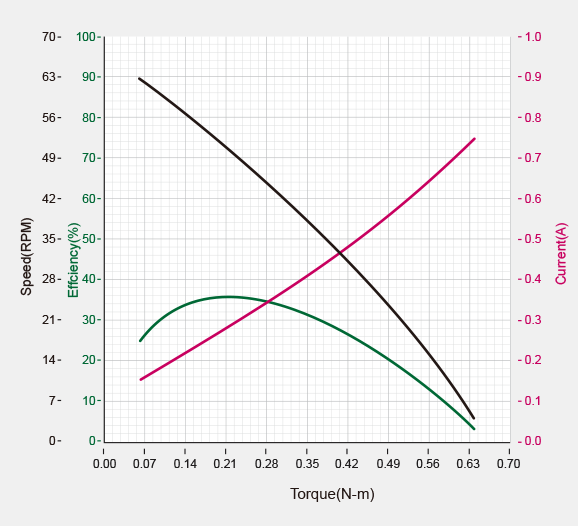 70- 100- - 1.0
63- 90- - 0.9
56- 80- - 0.8
49- 70- - 0.7
42- 60- - 0.6
35- 50- - 0.5
28- 40- - 0.4
21- 30- - 0.3
14- 20- - 0.2
7- 10- - 0.1
0- 0- - 0.0
Speed(RPM)
Effciency(%)
Current(A)
0.00 0.07 0.14 0.21 0.28 0.35 0.42 0.49 0.56 0.63 0.70
Torque(N-m)